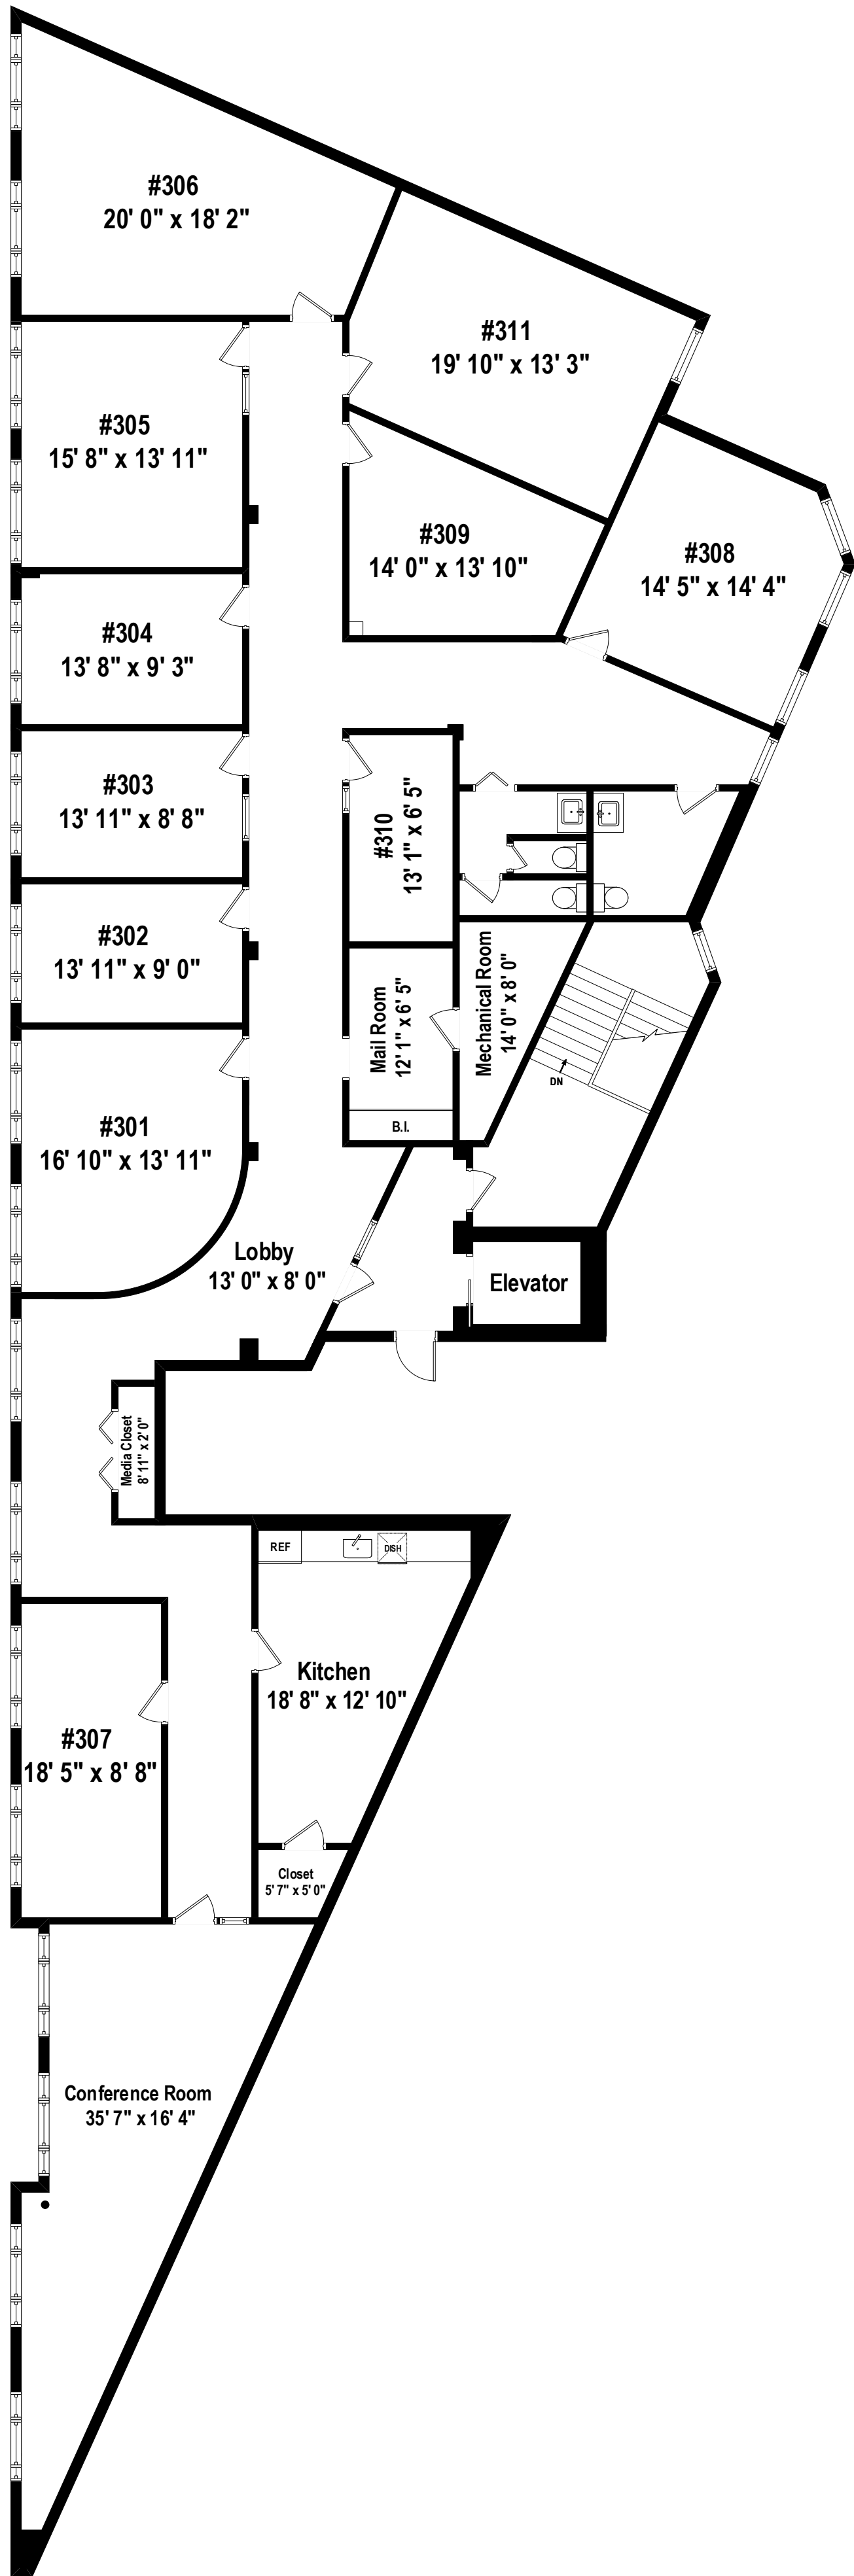 #306
20' 0" x 18' 2"
#311
19' 10" x 13' 3"
#305
15' 8" x 13' 11"
#309
14' 0" x 13' 10"
#308
14' 5" x 14' 4"
#304
13' 8" x 9' 3"
#303
13' 11" x 8' 8"
#310
13' 1" x 6' 5"
#302
13' 11" x 9' 0"
Mail Room
12' 1" x 6' 5"
Mechanical Room
14' 0" x 8' 0"
DN
B.I.
#301
16' 10" x 13' 11"
Lobby
13' 0" x 8' 0"
Elevator
Media Closet
8' 11" x 2' 0"
REF
DISH
Kitchen
18' 8" x 12' 10"
#307
18' 5" x 8' 8"
Closet
5' 7" x 5' 0"
Conference Room
35' 7" x 16' 4"